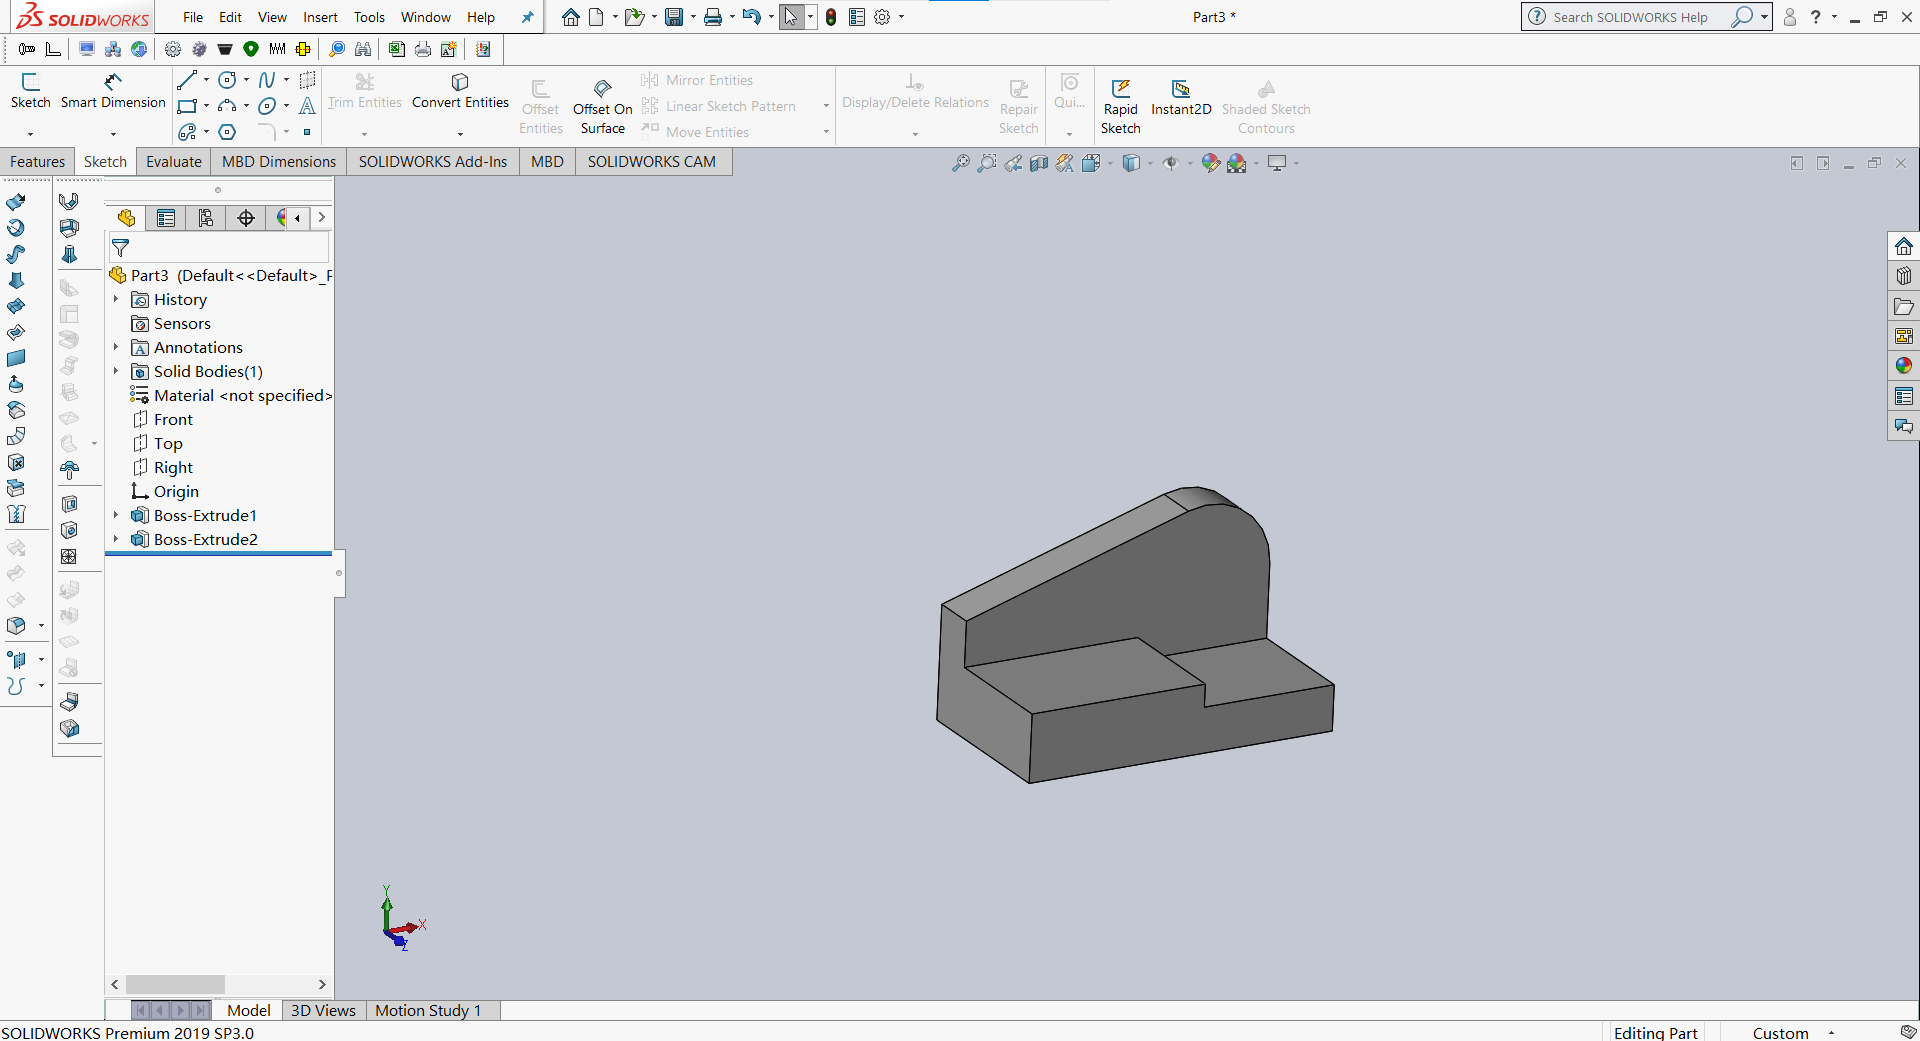 SOLIDWORKS
File Edit View Insert Tools Window Help
Part3 *
Search SOLIDWORKS Help
Sketch
Smart Dimension
Trim Entities
Convert Entities
Offset Entities
Offset On Surface
Mirror Entities
Linear Sketch Pattern
Move Entities
Display/Delete Relations
Repair Sketch
Qui...
Rapid Sketch
Instant2D
Shaded Sketch Contours
Features Sketch Evaluate MBD Dimensions SOLIDWORKS Add-Ins MBD SOLIDWORKS CAM
Part3 (Default<<Default>_F
History
Sensors
Annotations
Solid Bodies(1)
Material <not specified>
Front
Top
Right
Origin
Boss-Extrude1
Boss-Extrude2
Y
X
Z
Model 3D Views Motion Study 1
SOLIDWORKS Premium 2019 SP3.0
Editing Part
Custom